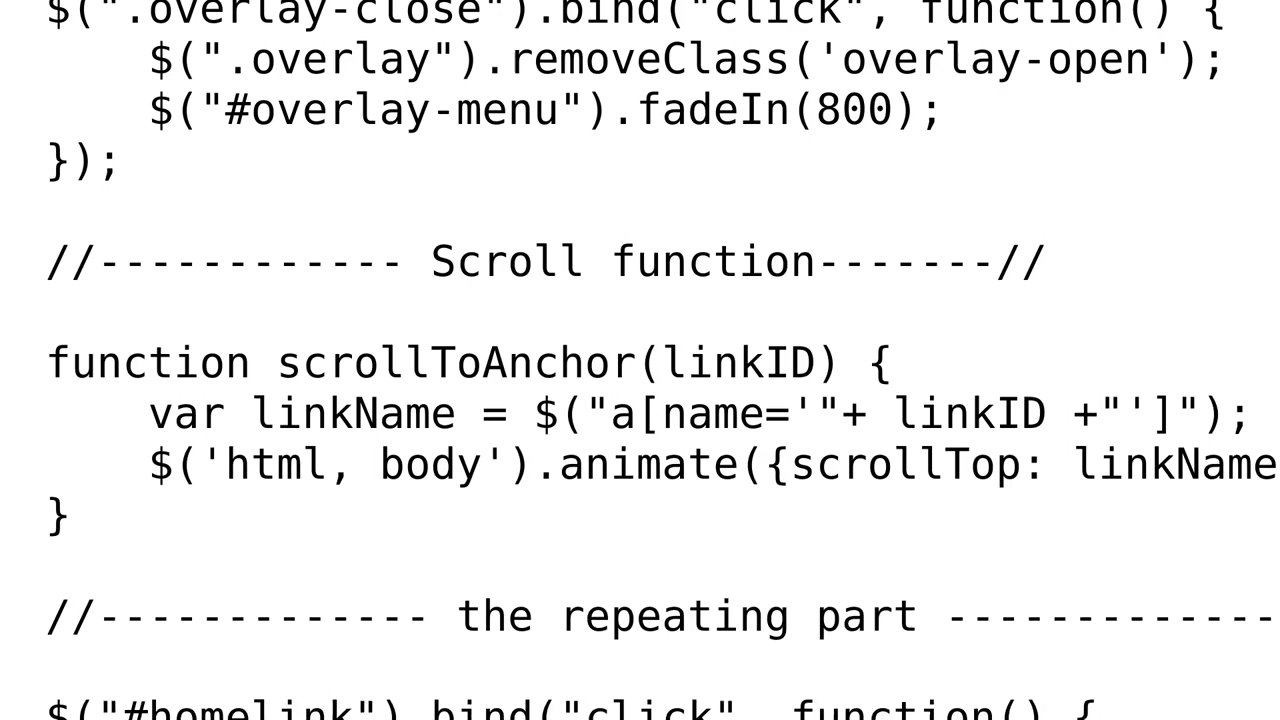 $(".overlay-close").bind("click", function() {
    $(".overlay").removeClass('overlay-open');
    $("#overlay-menu").fadeIn(800);
});

//------------ Scroll function-------//

function scrollToAnchor(linkID) {
    var linkName = $("a[name='"+ linkID +"']");
    $('html, body').animate({scrollTop: linkName
}

//------------- the repeating part -------------

$("#homelink").bind("click", function() {